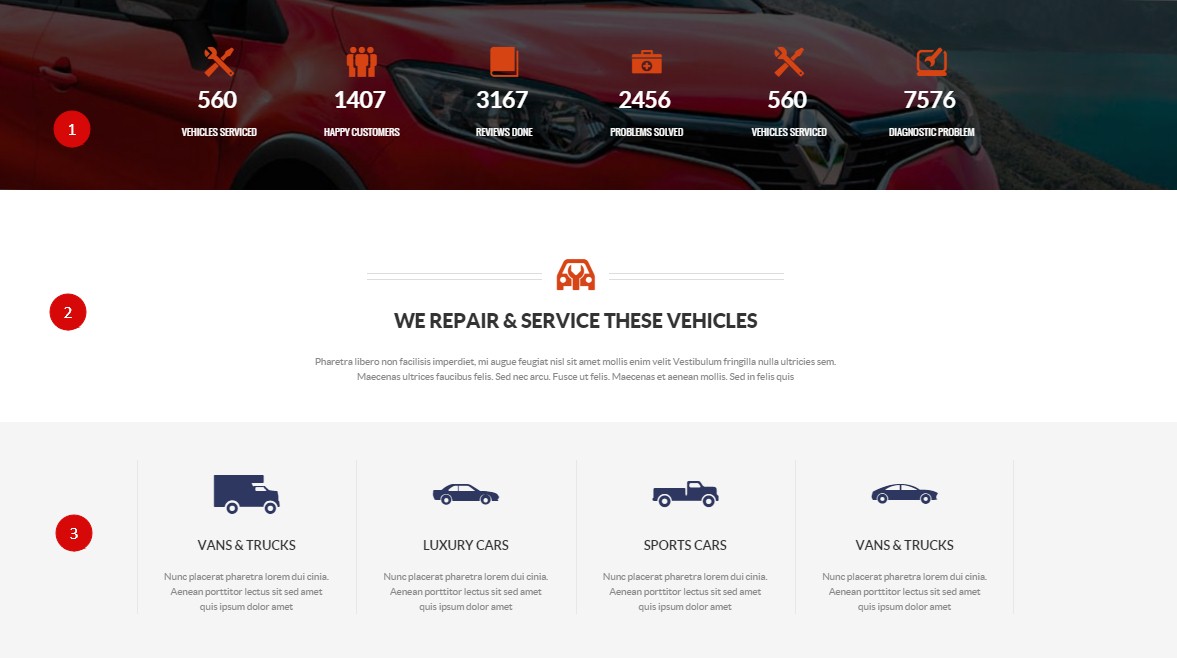 560
1407
3167
2456
560
7576
1
VEHICLES SERVICED
HAPPY CUSTOMERS
REVIEWS DONE
PROBLEMS SOLVED
VEHICLES SERVICED
DIAGNOSTIC PROBLEM
2
WE REPAIR & SERVICE THESE VEHICLES
Pharetra libero non facilisis imperdiet, mi augue feugiat nisl sit amet mollis enim velit Vestibulum fringilla nulla ultricies sem.
Maecenas ultrices faucibus felis. Sed nec arcu. Fusce ut felis. Maecenas et aenean mollis. Sed in felis quis
3
VANS & TRUCKS
Nunc placerat pharetra lorem dui cinia.
Aenean porttitor lectus sit sed amet
quis ipsum dolor amet
LUXURY CARS
Nunc placerat pharetra lorem dui cinia.
Aenean porttitor lectus sit sed amet
quis ipsum dolor amet
SPORTS CARS
Nunc placerat pharetra lorem dui cinia.
Aenean porttitor lectus sit sed amet
quis ipsum dolor amet
VANS & TRUCKS
Nunc placerat pharetra lorem dui cinia.
Aenean porttitor lectus sit sed amet
quis ipsum dolor amet